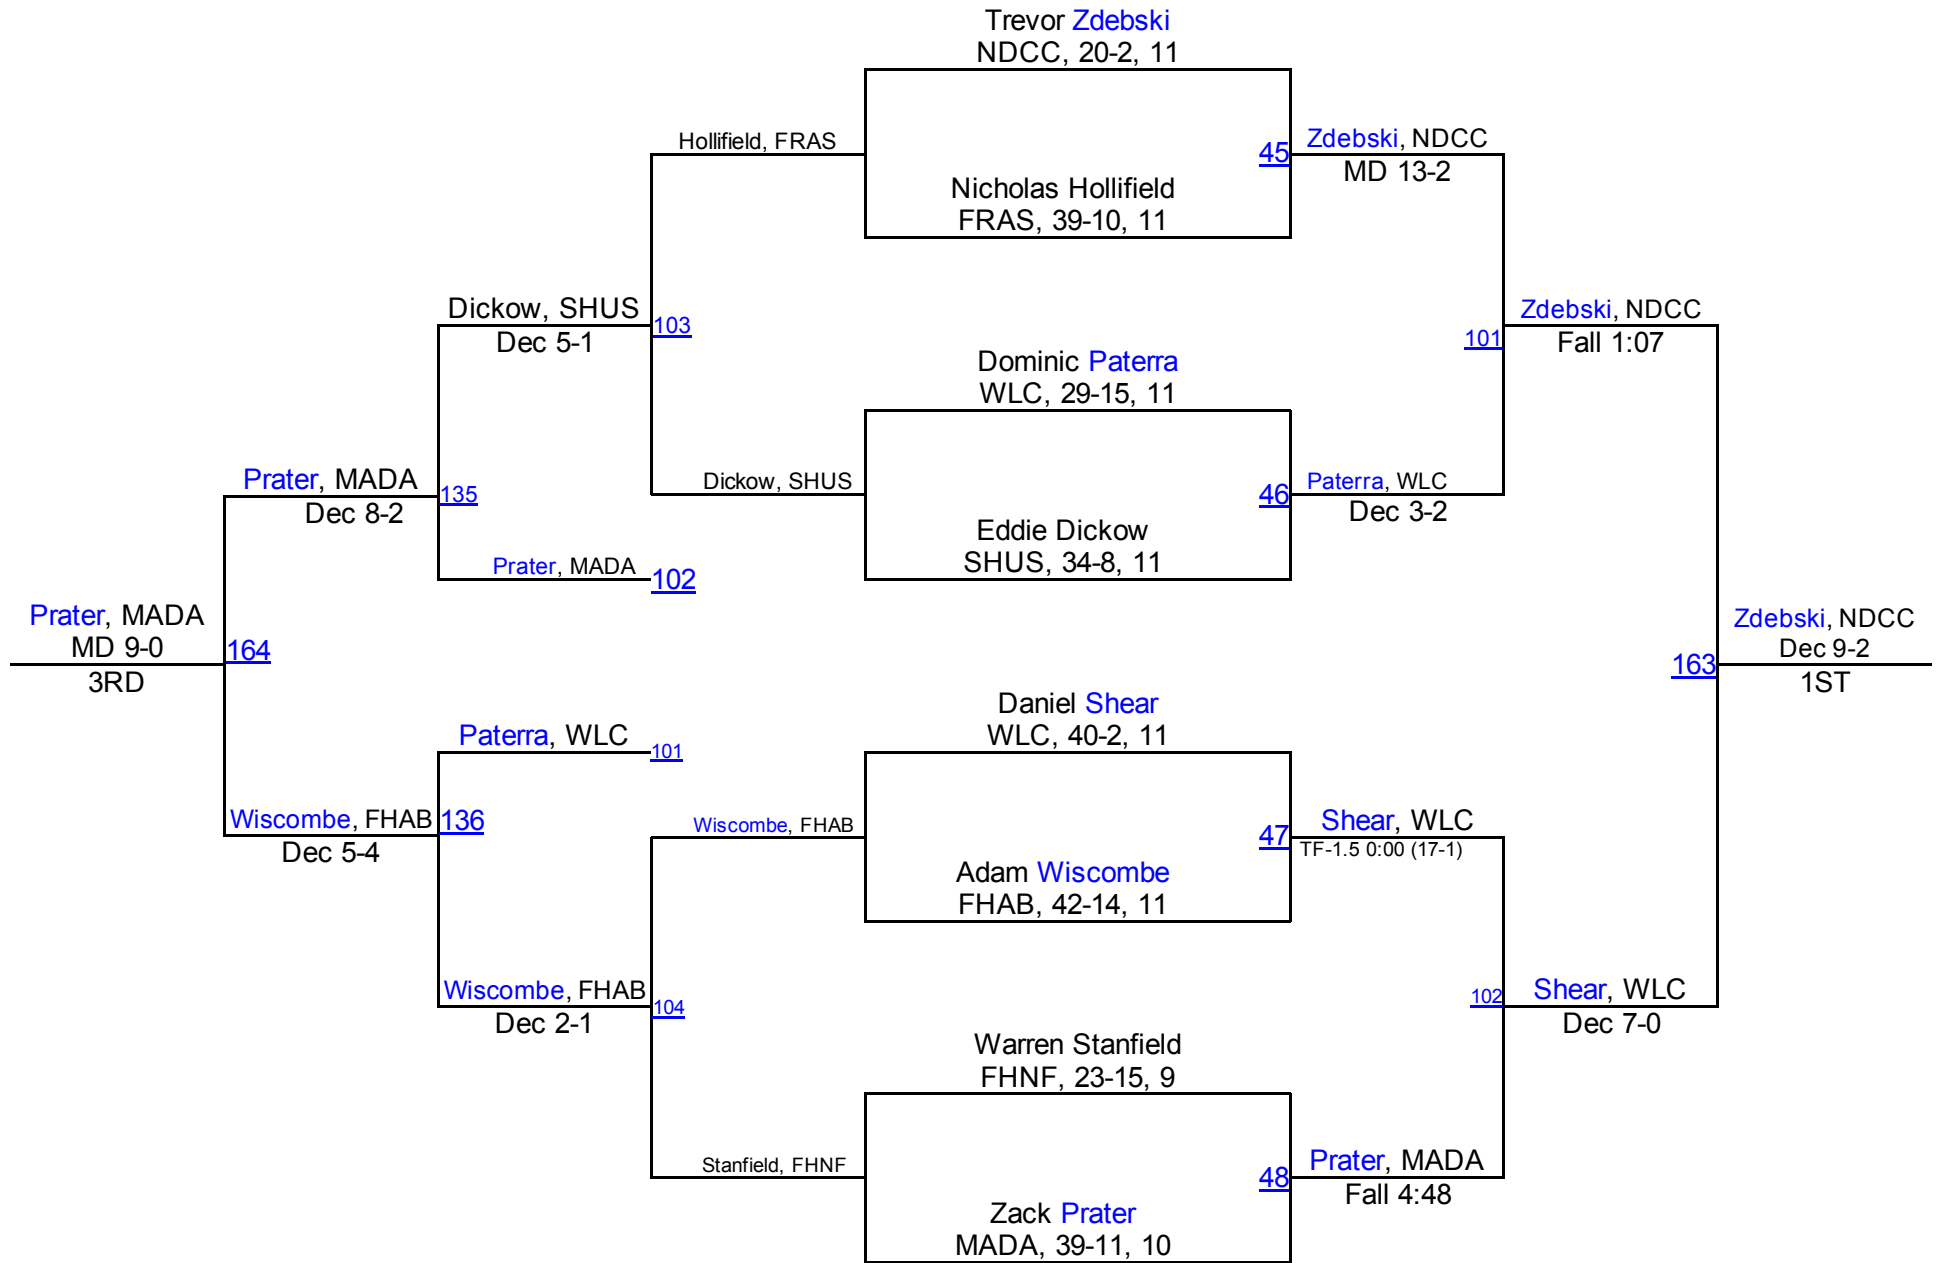 Trevor Zdebski
NDCC, 20-2, 11
Hollifield, FRAS
45
Zdebski, NDCC
MD 13-2
Nicholas Hollifield
FRAS, 39-10, 11
Dickow, SHUS
Dec 5-1
103
101
Zdebski, NDCC
Fall 1:07
Dominic Paterra
WLC, 29-15, 11
Prater, MADA
Dec 8-2
135
Dickow, SHUS
46
Paterra, WLC
Dec 3-2
Eddie Dickow
SHUS, 34-8, 11
Prater, MADA
102
Prater, MADA
MD 9-0
3RD
164
163
Zdebski, NDCC
Dec 9-2
1ST
Daniel Shear
WLC, 40-2, 11
Paterra, WLC
101
Wiscombe, FHAB
Dec 5-4
136
Wiscombe, FHAB
47
Shear, WLC
TF-1.5 0:00 (17-1)
Adam Wiscombe
FHAB, 42-14, 11
Wiscombe, FHAB
Dec 2-1
104
102
Shear, WLC
Dec 7-0
Warren Stanfield
FHNF, 23-15, 9
Stanfield, FHNF
48
Prater, MADA
Fall 4:48
Zack Prater
MADA, 39-11, 10